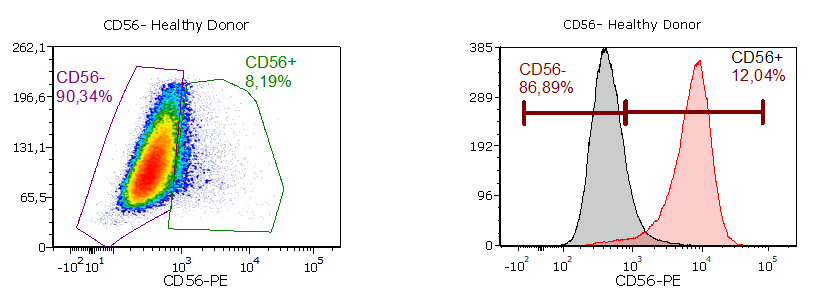 CD56- Healthy Donor
262,1
196,6
131,1
65,5
0
CD56-
90,34%
CD56+
8,19%
-10² 10¹ 10³ 10⁴ 10⁵
CD56-PE
CD56- Healthy Donor
385
289
192
96
0
CD56-
86,89%
CD56+
12,04%
-10² 10² 10³ 10⁴ 10⁵
CD56-PE